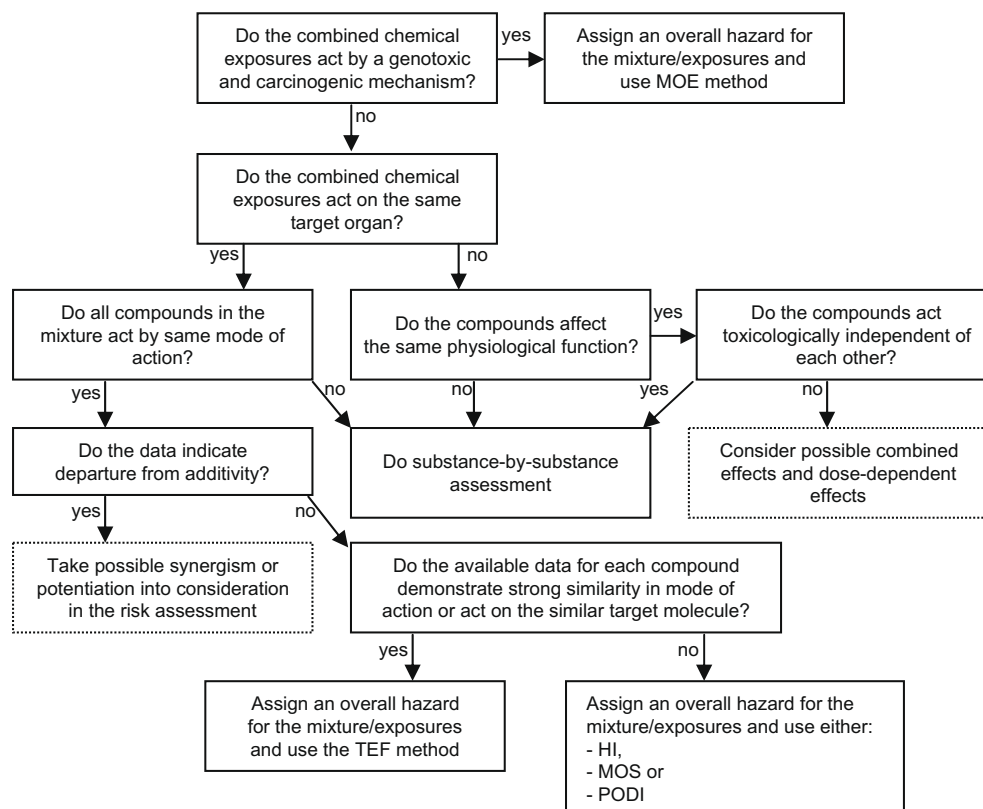 Do the combined chemical
exposures act by a genotoxic
and carcinogenic mechanism?
yes
Assign an overall hazard for
the mixture/exposures and
use MOE method
no
Do the combined chemical
exposures act on the same
target organ?
yes
no
Do all compounds in the
mixture act by same mode of
action?
Do the compounds affect
the same physiological function?
yes
Do the compounds act
toxicologically independent of
each other?
yes
no
no
yes
no
Do the data indicate
departure from additivity?
Do substance-by-substance
assessment
Consider possible combined
effects and dose-dependent
effects
yes
no
Take possible synergism or
potentiation into consideration
in the risk assessment
Do the available data for each compound
demonstrate strong similarity in mode of
action or act on the similar target molecule?
yes
no
Assign an overall hazard
for the mixture/exposures
and use the TEF method
Assign an overall hazard for the
mixture/exposures and use either:
- HI,
- MOS or
- PODI